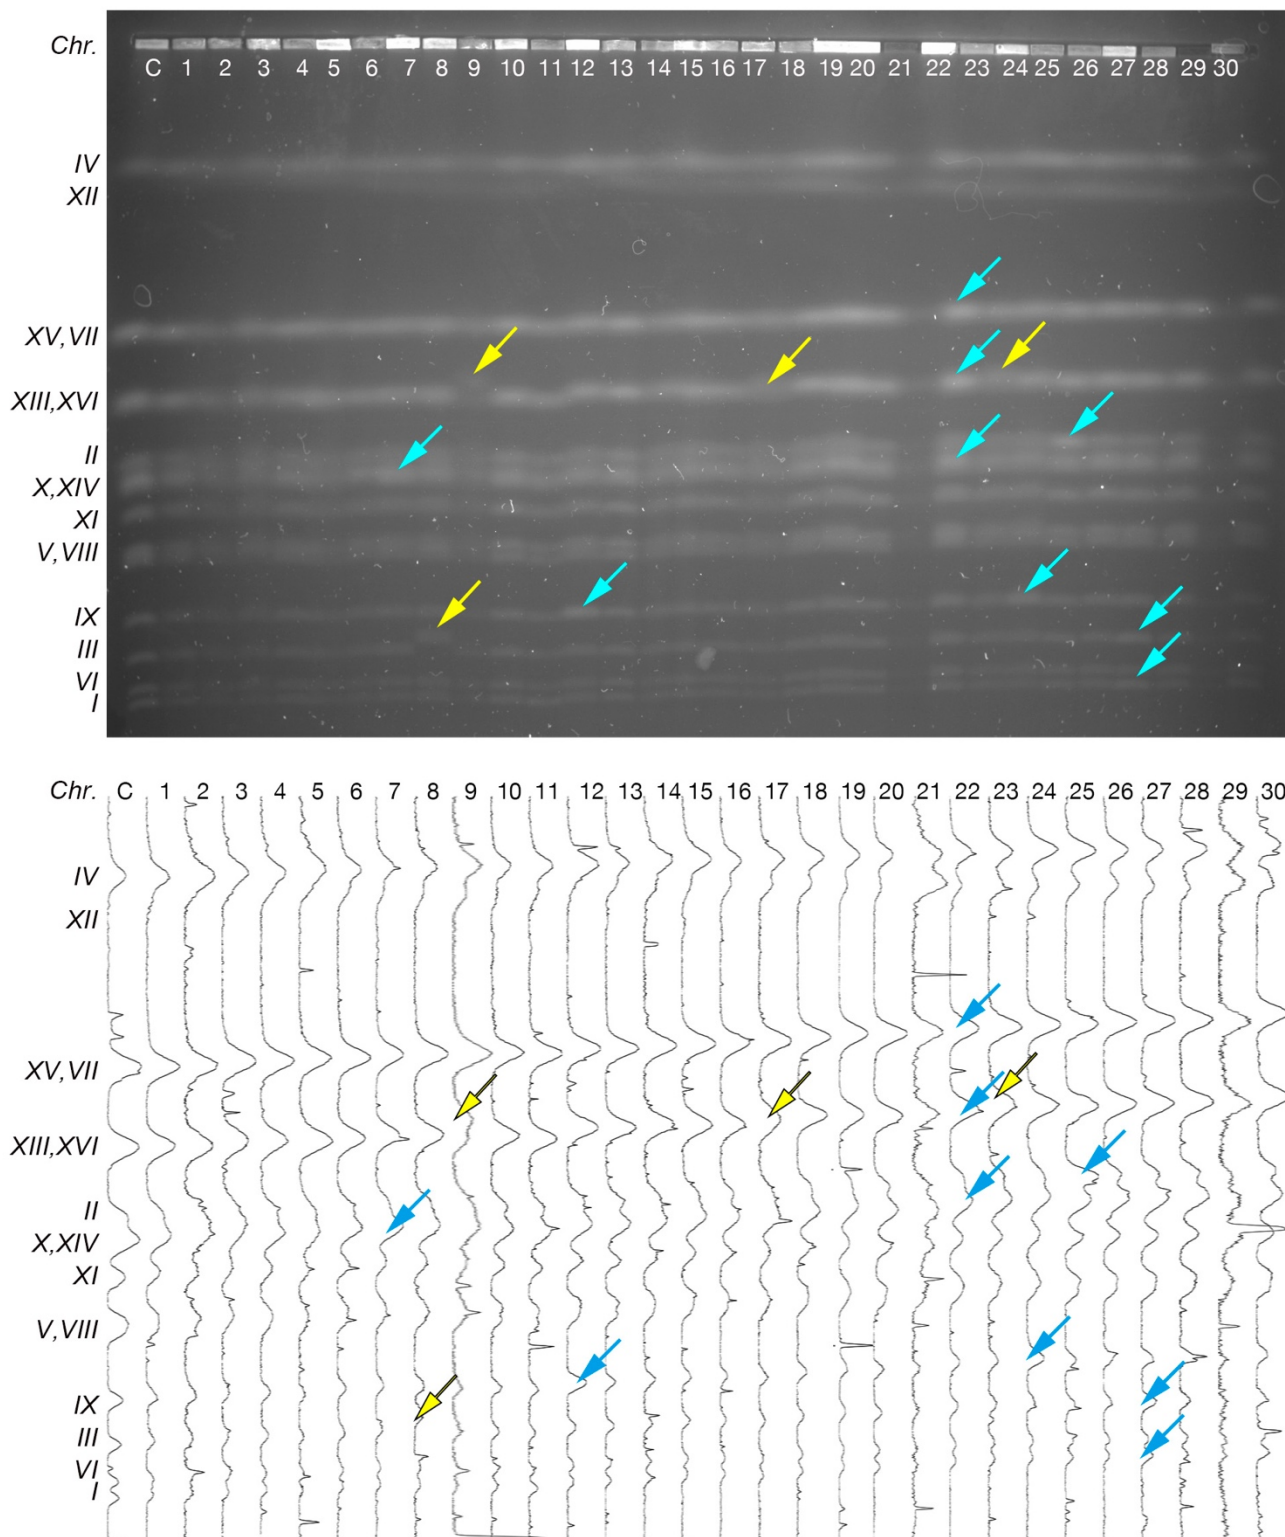 Chr.
C 1 2 3 4 5 6 7 8 9 10 11 12 13 14 15 16 17 18 19 20 21 22 23 24 25 26 27 28 29 30
IV
XII
XV,VII
XIII,XVI
II
X,XIV
XI
V,VIII
IX
III
VI
I
Chr. C 1 2 3 4 5 6 7 8 9 10 11 12 13 14 15 16 17 18 19 20 21 22 23 24 25 26 27 28 29 30
IV
XII
XV,VII
XIII,XVI
II
X,XIV
XI
V,VIII
IX
III
VI
I